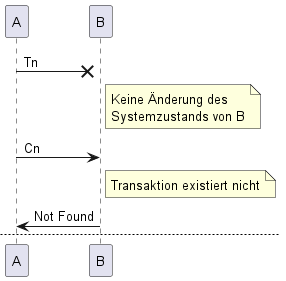 A B
Tn
Keine Änderung des
Systemzustands von B
Cn
Transaktion existiert nicht
Not Found
A B